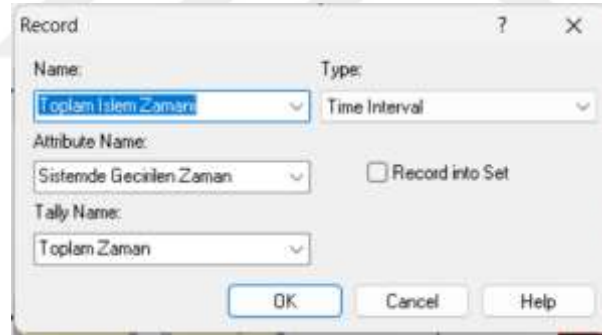 Record ? ×
Name: Type:
Toplam Islem Zamanı Time Interval
Attribute Name:
Sistemde Gecirilen Zaman Record into Set
Tally Name:
Toplam Zaman
OK Cancel Help